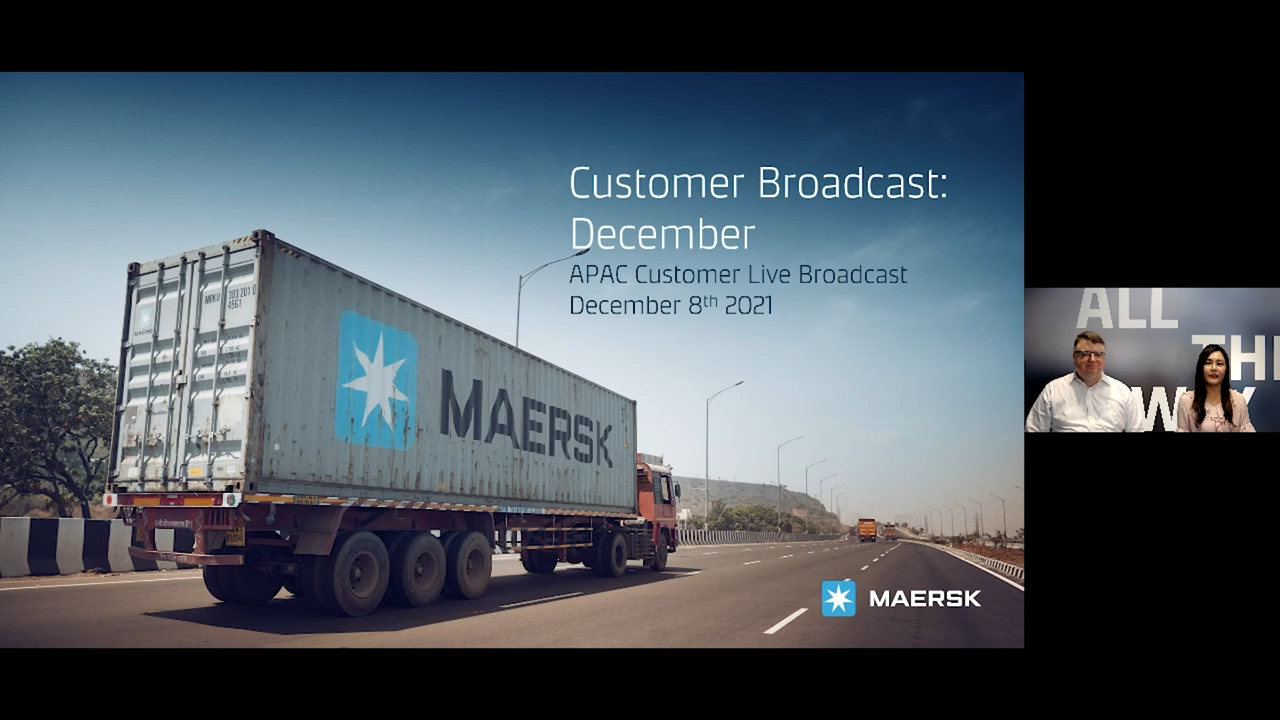 Customer Broadcast:
December
APAC Customer Live Broadcast
December 8th 2021
MAERSK
MAERSK
ALL
THE
WAY